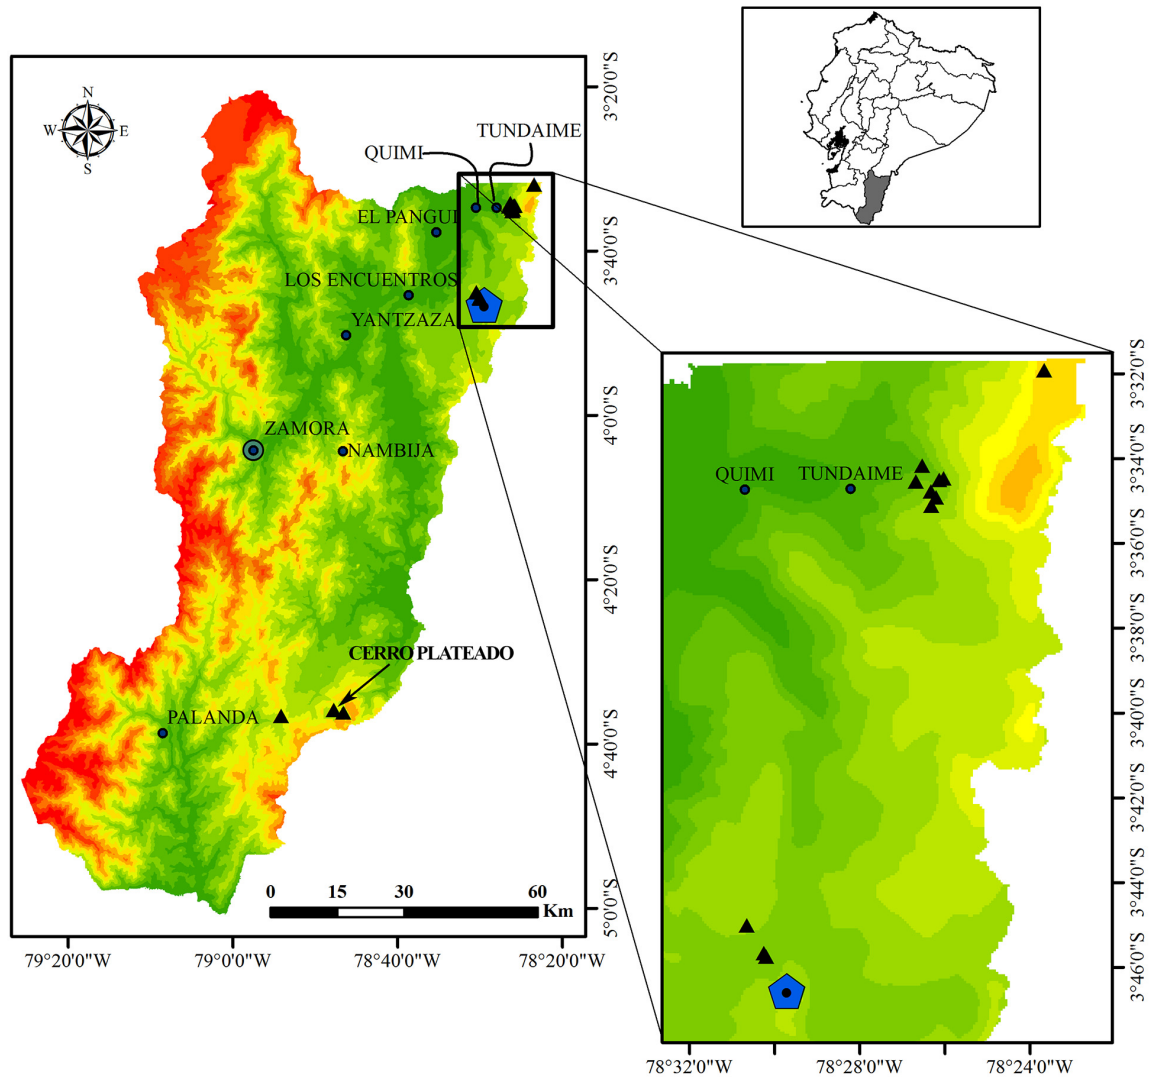 N
W
E
S
TUNDAIME
QUIMI
EL PANGUI
LOS ENCUENTROS
YANTZAZA
ZAMORA
NAMBIJA
CERRO PLATEADO
PALANDA
0 15 30 60
Km
3°20'0"S
3°40'0"S
4°0'0"S
4°20'0"S
4°40'0"S
5°0'0"S
79°20'0"W 79°0'0"W 78°40'0"W 78°20'0"W
QUIMI TUNDAIME
3°32'0"S
3°34'0"S
3°36'0"S
3°38'0"S
3°40'0"S
3°42'0"S
3°44'0"S
3°46'0"S
78°32'0"W 78°28'0"W 78°24'0"W